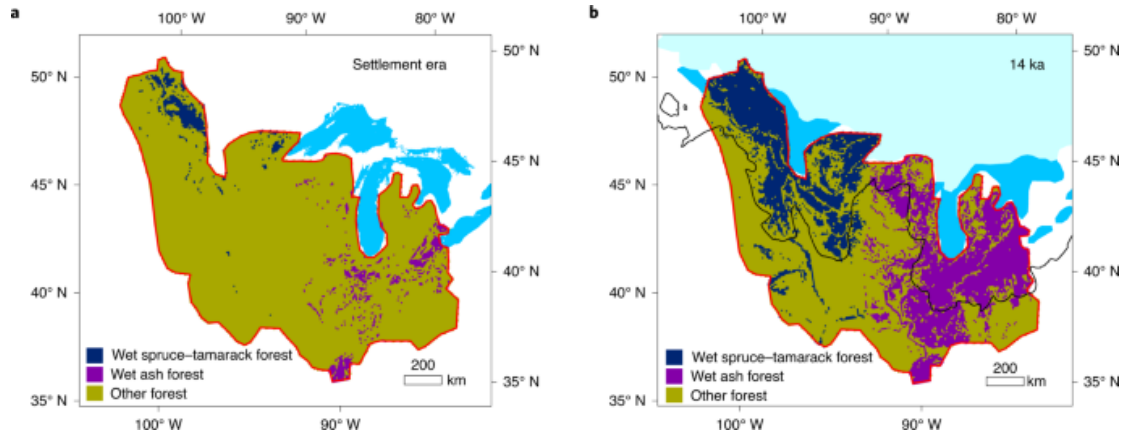 a
100° W 90° W 80° W
Settlement era
50° N
50° N
45° N
45° N
40° N
40° N
35° N
35° N
Wet spruce–tamarack forest
Wet ash forest
Other forest
200
km
100° W 90° W
b
100° W 90° W 80° W
14 ka
50° N
50° N
45° N
45° N
40° N
40° N
35° N
35° N
Wet spruce–tamarack forest
Wet ash forest
Other forest
200
km
100° W 90° W